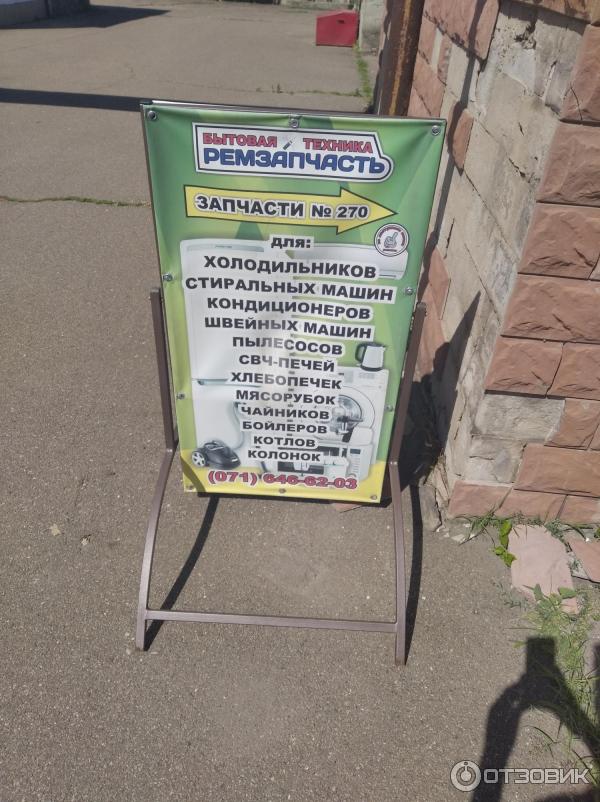 БЫТОВАЯ ТЕХНИКА
РЕМЗАПЧАСТЬ
ЗАПЧАСТИ № 270
для:
ХОЛОДИЛЬНИКОВ
СТИРАЛЬНЫХ МАШИН
КОНДИЦИОНЕРОВ
ШВЕЙНЫХ МАШИН
ПЫЛЕСОСОВ
СВЧ-ПЕЧЕЙ
ХЛЕБОПЕЧЕК
МЯСОРУБОК
ЧАЙНИКОВ
БОЙЛЕРОВ
КОТЛОВ
КОЛОНОК
(071) 646-62-03
ОТЗОВИК